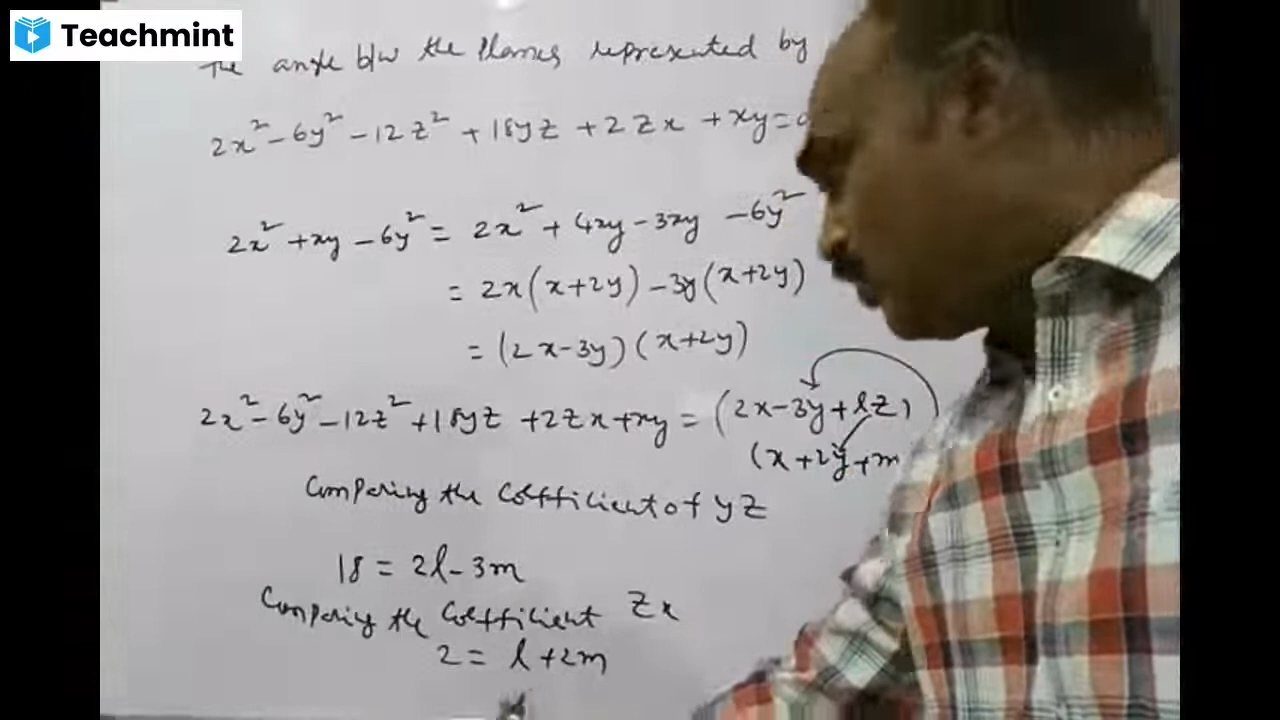 Teachmint
The angle b/w the planes represented by
2x² - 6y² - 12z² + 18yz + 2zx + xy = 0
2x² + xy - 6y² = 2x² + 4xy - 3xy - 6y²
= 2x(x+2y) - 3y(x+2y)
= (2x-3y)(x+2y)
2x² - 6y² - 12z² + 18yz + 2zx + xy = (2x-3y+lz)
(x+2y+m
Comparing the coefficient of yz
18 = 2l - 3m
Comparing the coefficient zx
2 = l + 2m